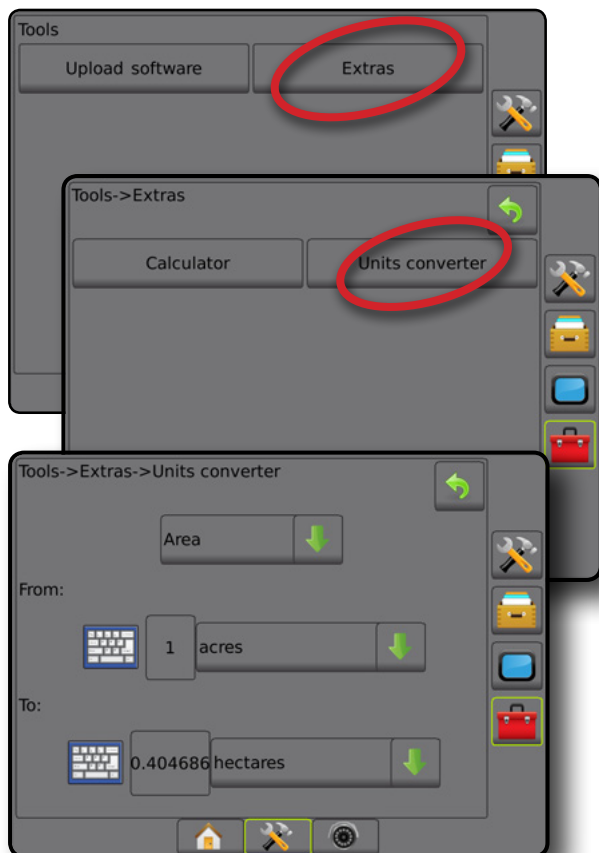 Tools
Upload software Extras
Tools->Extras
Calculator Units converter
Tools->Extras->Units converter
Area
From:
1 acres
To:
0.404686 hectares